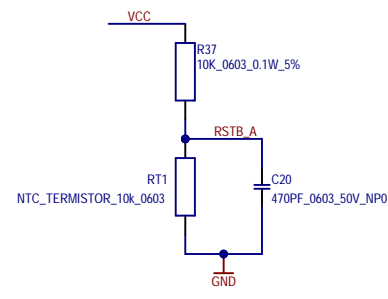 VCC
R37
10K_0603_0.1W_5%
RSTB_A
RT1
NTC_TERMISTOR_10k_0603
C20
470PF_0603_50V_NP0
GND